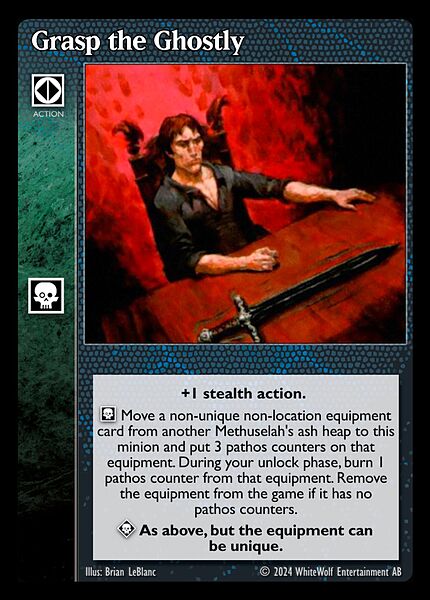 Grasp the Ghostly
ACTION
+1 stealth action.
Move a non-unique non-location equipment
card from another Methuselah's ash heap to this
minion and put 3 pathos counters on that
equipment. During your unlock phase, burn 1
pathos counter from that equipment. Remove
the equipment from the game if it has no
pathos counters.
As above, but the equipment can
be unique.
Illus: Brian LeBlanc © 2024 WhiteWolf Entertainment AB